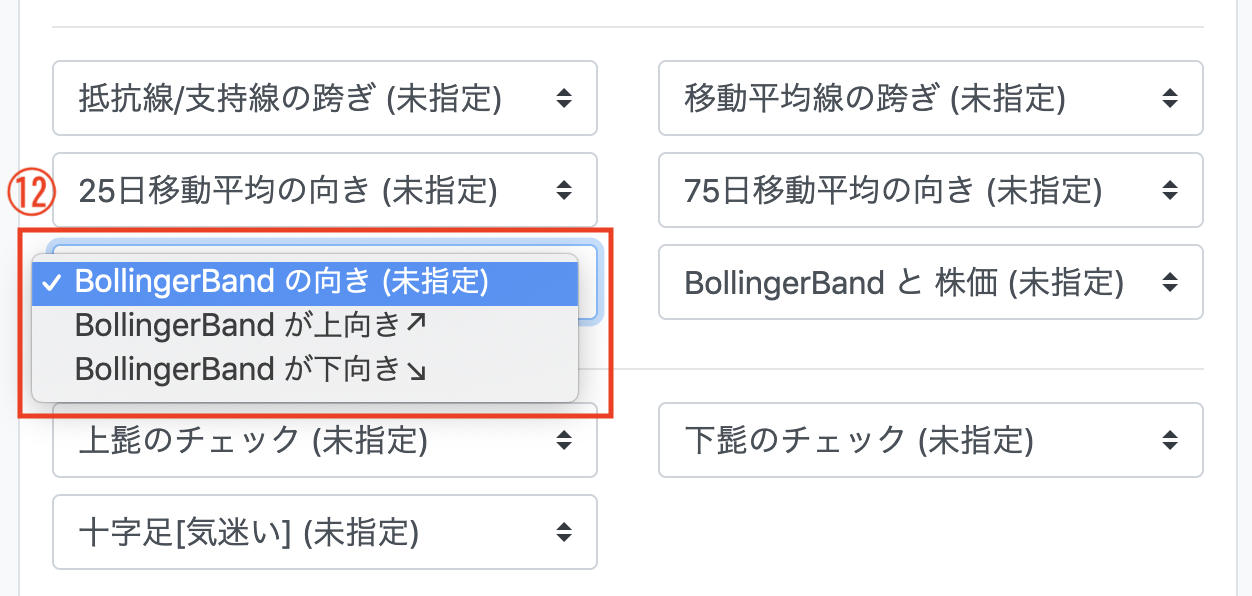 抵抗線/支持線の跨ぎ (未指定)
移動平均線の跨ぎ (未指定)
⑫
25日移動平均の向き (未指定)
75日移動平均の向き (未指定)
✓ BollingerBand の向き (未指定)
BollingerBand が上向き↗
BollingerBand が下向き↘
BollingerBand と 株価 (未指定)
上髭のチェック (未指定)
下髭のチェック (未指定)
十字足[気迷い] (未指定)